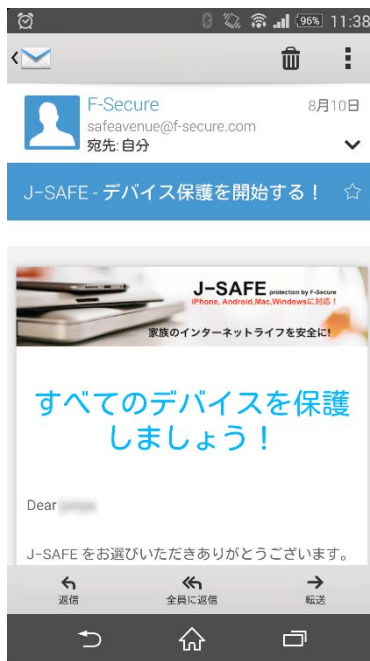 96% 11:38
F-Secure 8月10日
safeavenue@f-secure.com
宛先: 自分
J-SAFE - デバイス保護を開始する！
J-SAFE protection by F-Secure
iPhone, Android,Mac,Windowsに対応！
家族のインターネットライフを安全に!
すべてのデバイスを保護
しましょう！
Dear
J-SAFE をお選びいただきありがとうございます。
返信 全員に返信 転送